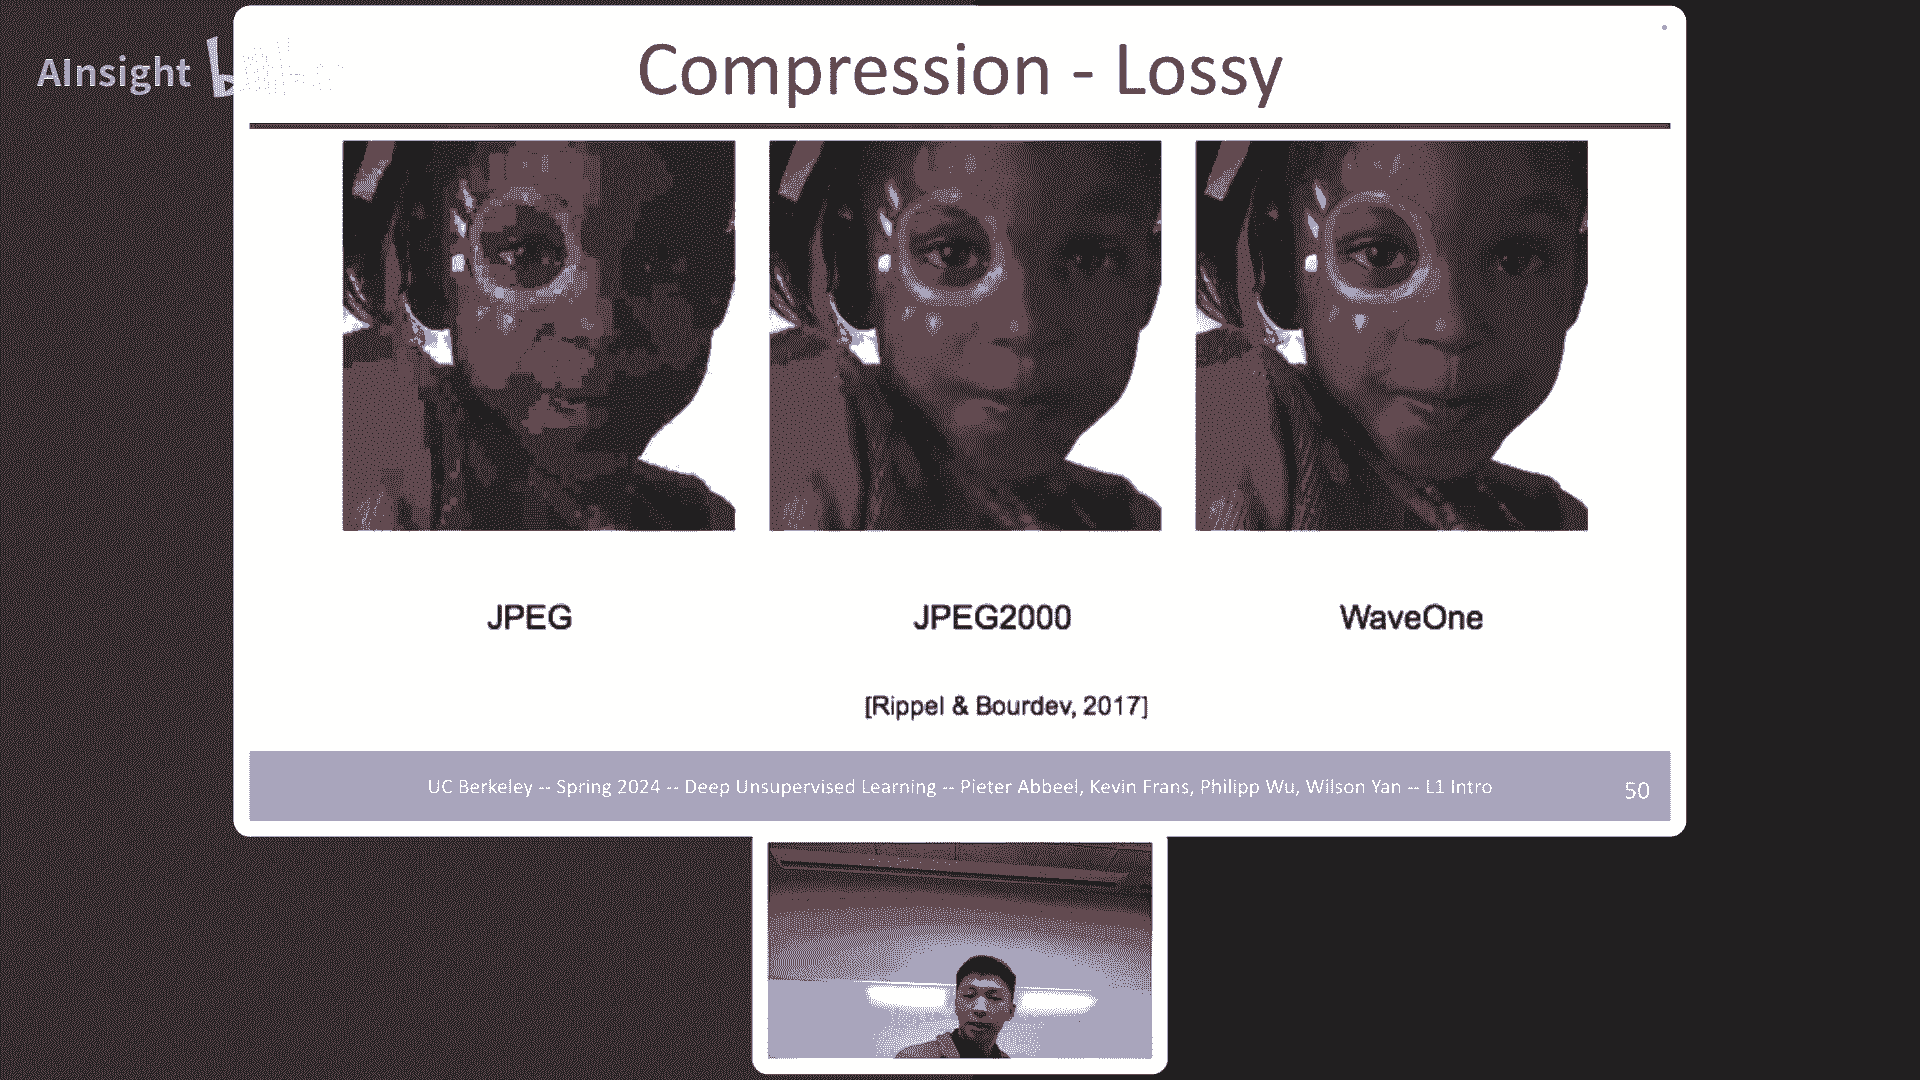 AInsight
Compression - Lossy
JPEG
JPEG2000
WaveOne
[Rippel & Bourdev, 2017]
UC Berkeley -- Spring 2024 -- Deep Unsupervised Learning -- Pieter Abbeel, Kevin Frans, Philipp Wu, Wilson Yan -- L1 Intro
50